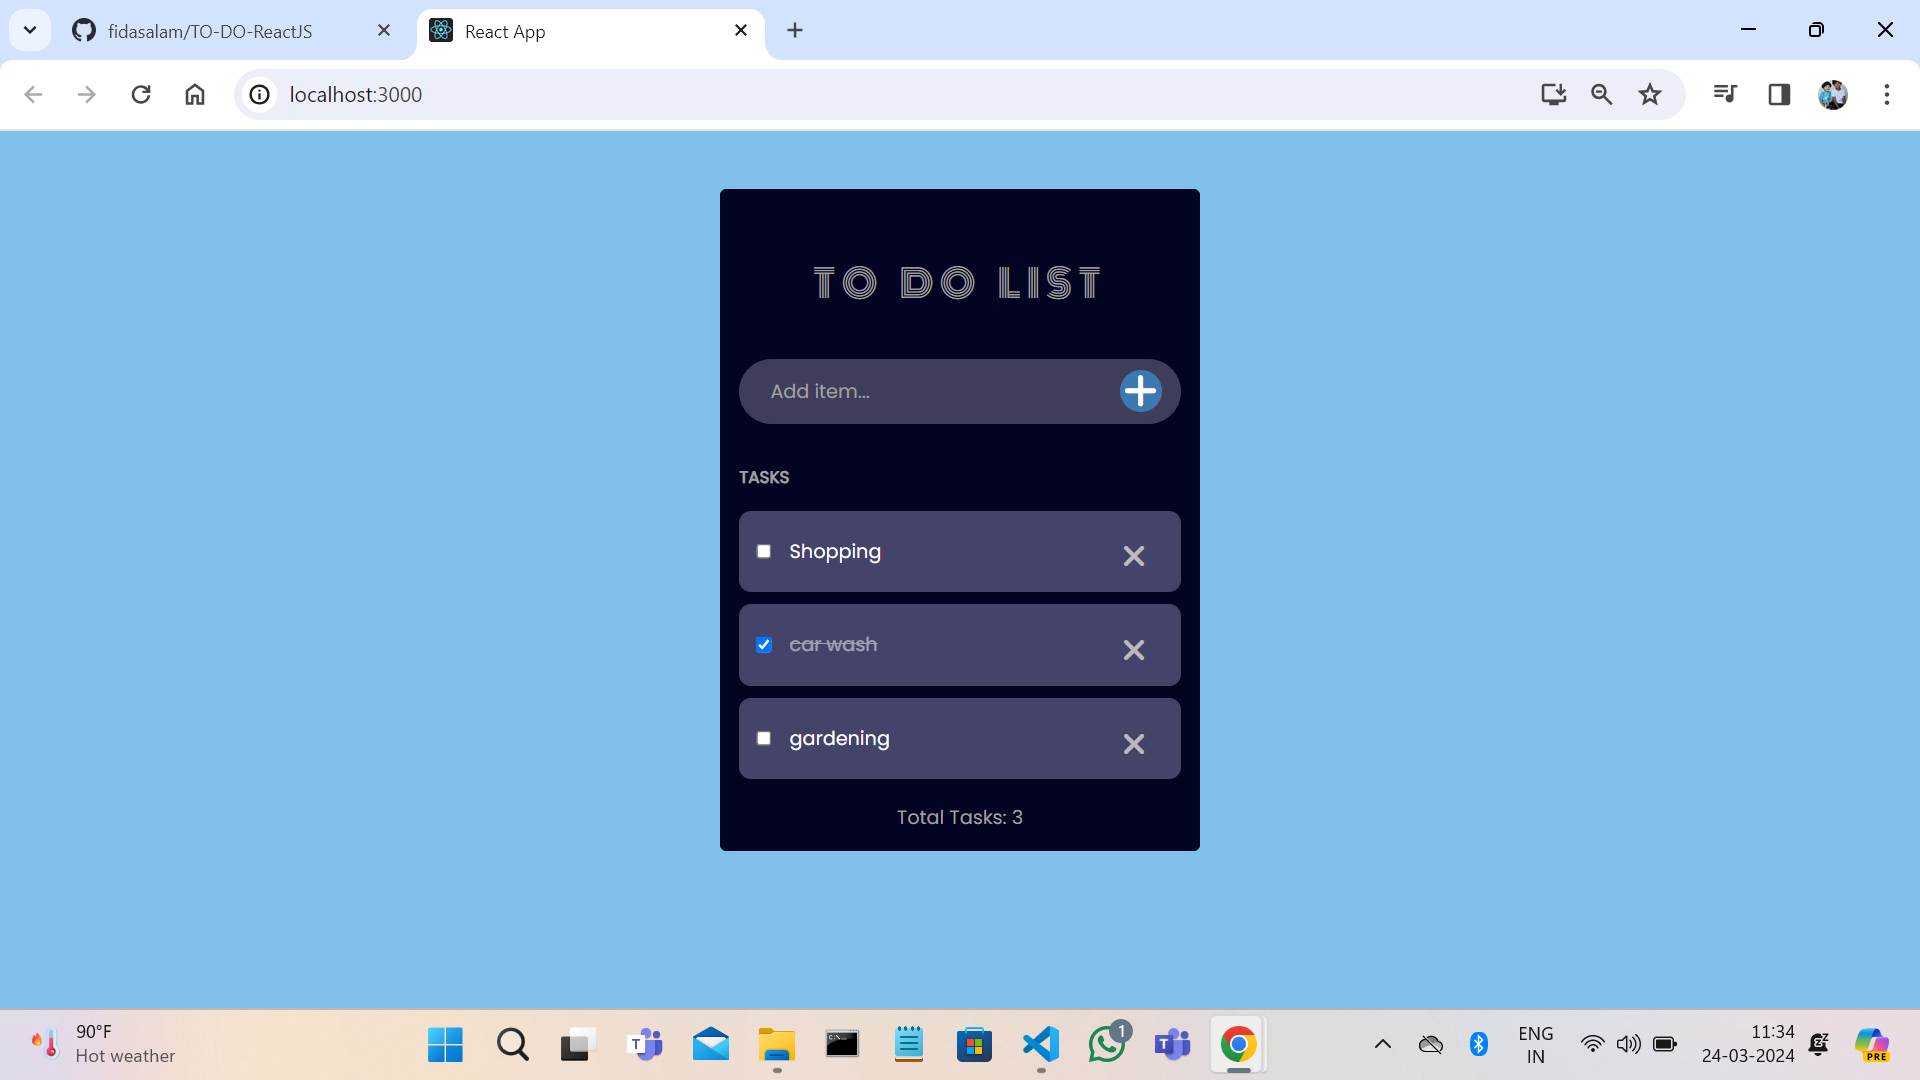 fidasalam/TO-DO-ReactJS
React App
localhost:3000
TO DO LIST
Add item...
TASKS
Shopping
car wash
gardening
Total Tasks: 3
90°F
Hot weather
T
C:\
1
T
ENG
IN
11:34
24-03-2024
PRE